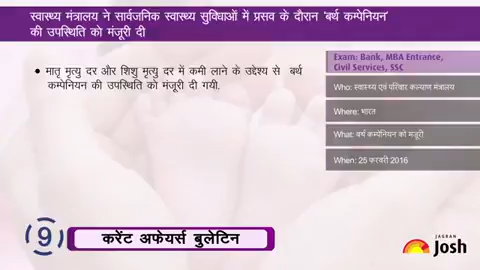 स्वास्थ्य मंत्रालय ने सार्वजनिक स्वास्थ्य सुविधाओं में प्रसव के दौरान 'बर्थ कम्पेनियन'
की उपस्थिति को मंजूरी दी
Exam: Bank, MBA Entrance,
Civil Services, SSC
• मातृ मृत्यु दर और शिशु मृत्यु दर में कमी लाने के उद्देश्य से बर्थ
कम्पेनियन की उपस्थिति को मंजूरी दी गयी.
Who: स्वास्थ्य एवं परिवार कल्याण मंत्रालय
Where: भारत
What: बर्थ कम्पेनियन को मंजूरी
When: 25 फरवरी 2016
9
करेंट अफेयर्स बुलेटिन
JAGRAN
Josh